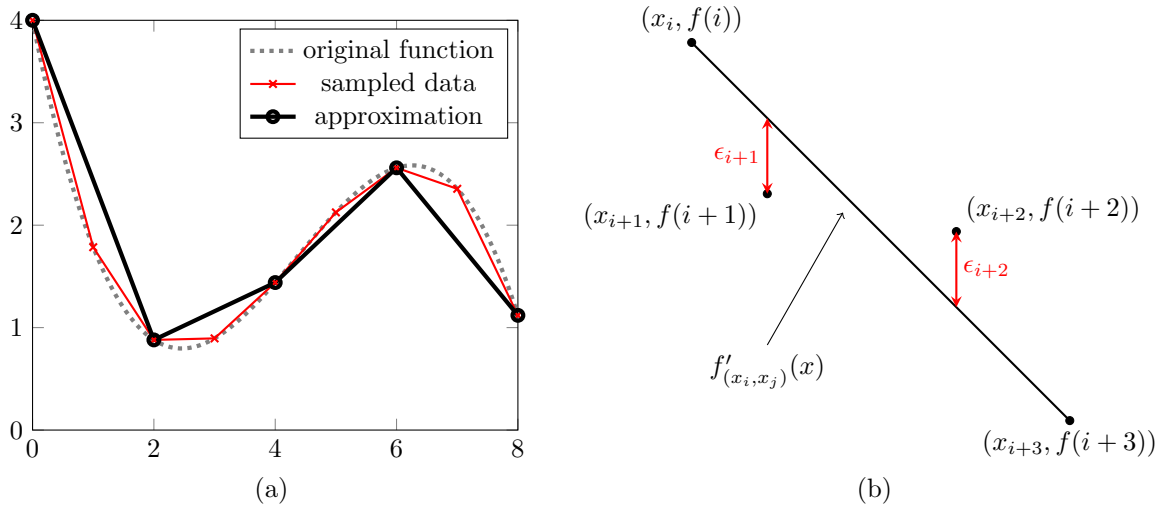 4
3
2
1
0
0
2
4
6
8
original function
sampled data
approximation
(a)
(x_i, f(i))
ϵ_{i+1}
(x_{i+1}, f(i + 1))
(x_{i+2}, f(i + 2))
ϵ_{i+2}
f'_{(x_i,x_j)}(x)
(x_{i+3}, f(i + 3))
(b)